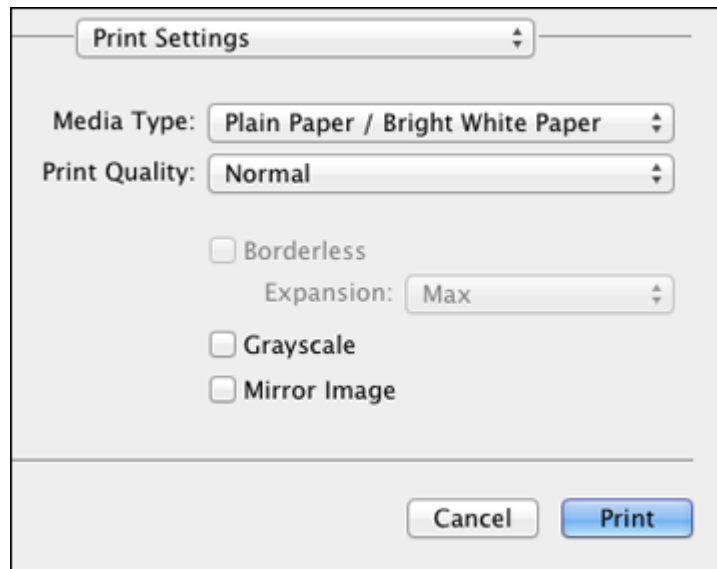 Print Settings
Media Type: Plain Paper / Bright White Paper
Print Quality: Normal
Borderless
Expansion: Max
Grayscale
Mirror Image
Cancel Print